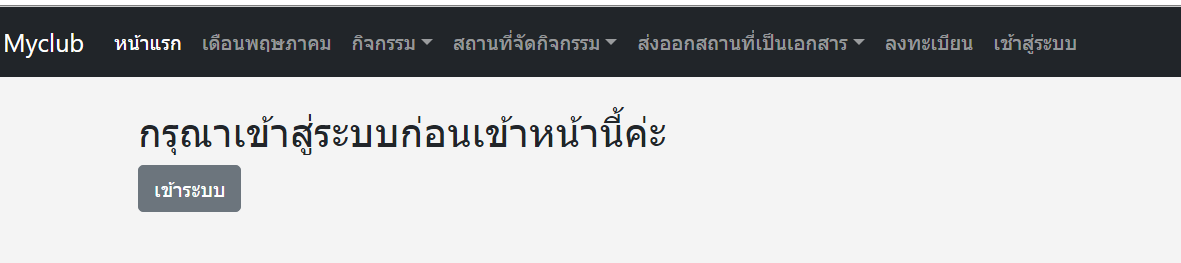 Myclub หน้าแรก เดือนพฤษภาคม กิจกรรม สถานที่จัดกิจกรรม ส่งออกสถานที่เป็นเอกสาร ลงทะเบียน เช้าสู่ระบบ
กรุณาเข้าสู่ระบบก่อนเข้าหน้านี้ค่ะ
เข้าระบบ